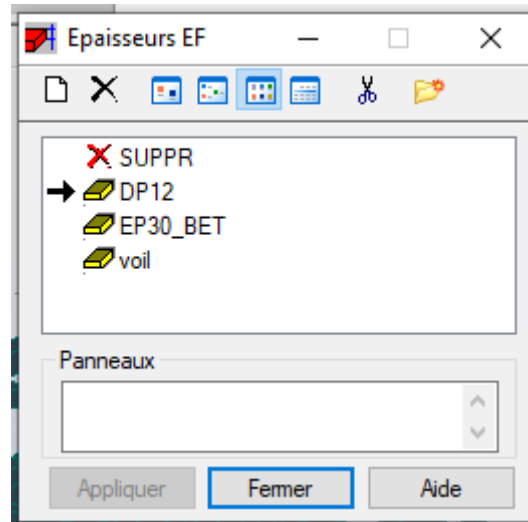 Epaisseurs EF
SUPPR
DP12
EP30_BET
voil
Panneaux
Appliquer Fermer Aide